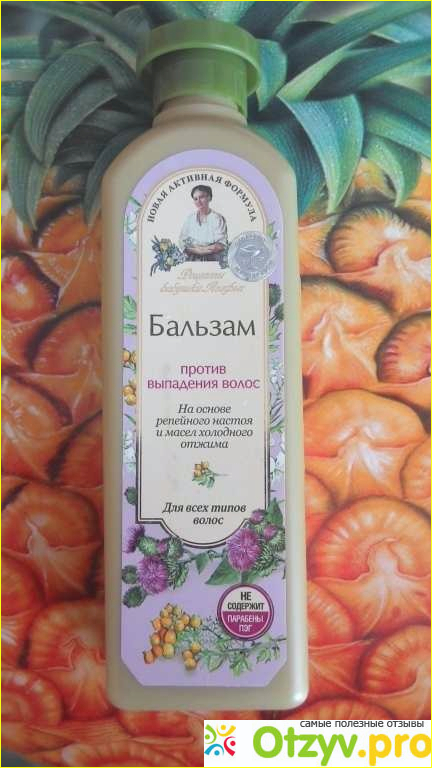 НОВАЯ АКТИВНАЯ ФОРМУЛА
Рецепты
бабушки Агафьи
Бальзам
против
выпадения волос
На основе
репейного настоя
и масел холодного
отжима
Для всех типов
волос
НЕ
СОДЕРЖИТ
ПАРАБЕНЫ
ПЭГ
самые полезные отзывы
Otzyv.pro